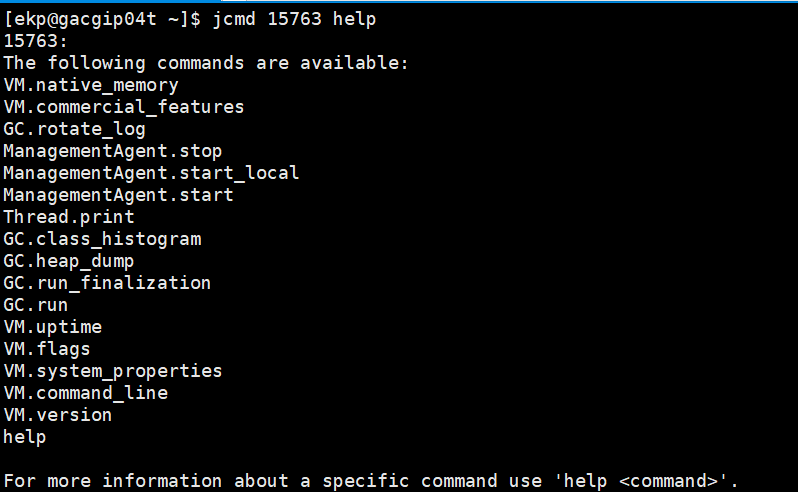 [ekp@gacgip04t ~]$ jcmd 15763 help
15763:
The following commands are available:
VM.native_memory
VM.commercial_features
GC.rotate_log
ManagementAgent.stop
ManagementAgent.start_local
ManagementAgent.start
Thread.print
GC.class_histogram
GC.heap_dump
GC.run_finalization
GC.run
VM.uptime
VM.flags
VM.system_properties
VM.command_line
VM.version
help
For more information about a specific command use 'help <command>'.